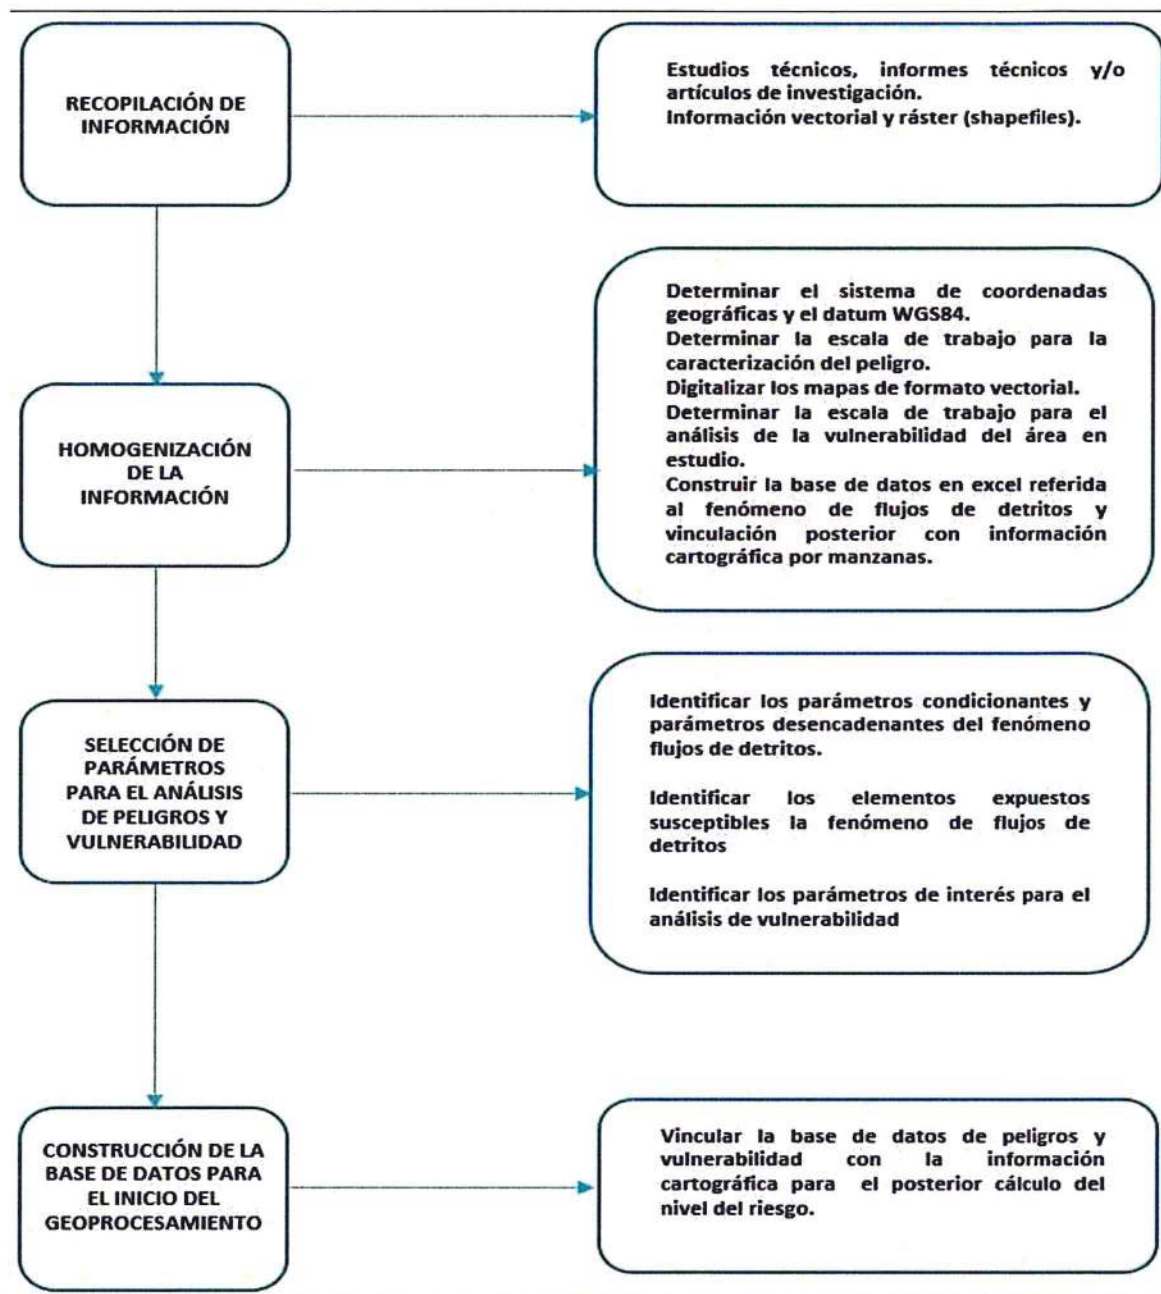 RECOPILACIÓN DE
INFORMACIÓN
Estudios técnicos, informes técnicos y/o
artículos de investigación.
Información vectorial y ráster (shapefiles).
HOMOGENIZACIÓN
DE LA
INFORMACIÓN
Determinar el sistema de coordenadas
geográficas y el datum WGS84.
Determinar la escala de trabajo para la
caracterización del peligro.
Digitalizar los mapas de formato vectorial.
Determinar la escala de trabajo para el
análisis de la vulnerabilidad del área en
estudio.
Construir la base de datos en excel referida
al fenómeno de flujos de detritos y
vinculación posterior con información
cartográfica por manzanas.
SELECCIÓN DE
PARÁMETROS
PARA EL ANÁLISIS
DE PELIGROS Y
VULNERABILIDAD
Identificar los parámetros condicionantes y
parámetros desencadenantes del fenómeno
flujos de detritos.
Identificar los elementos expuestos
susceptibles la fenómeno de flujos de
detritos
Identificar los parámetros de interés para el
análisis de vulnerabilidad
CONSTRUCCIÓN DE LA
BASE DE DATOS PARA
EL INICIO DEL
GEOPROCESAMIENTO
Vincular la base de datos de peligros y
vulnerabilidad con la información
cartográfica para el posterior cálculo del
nivel del riesgo.